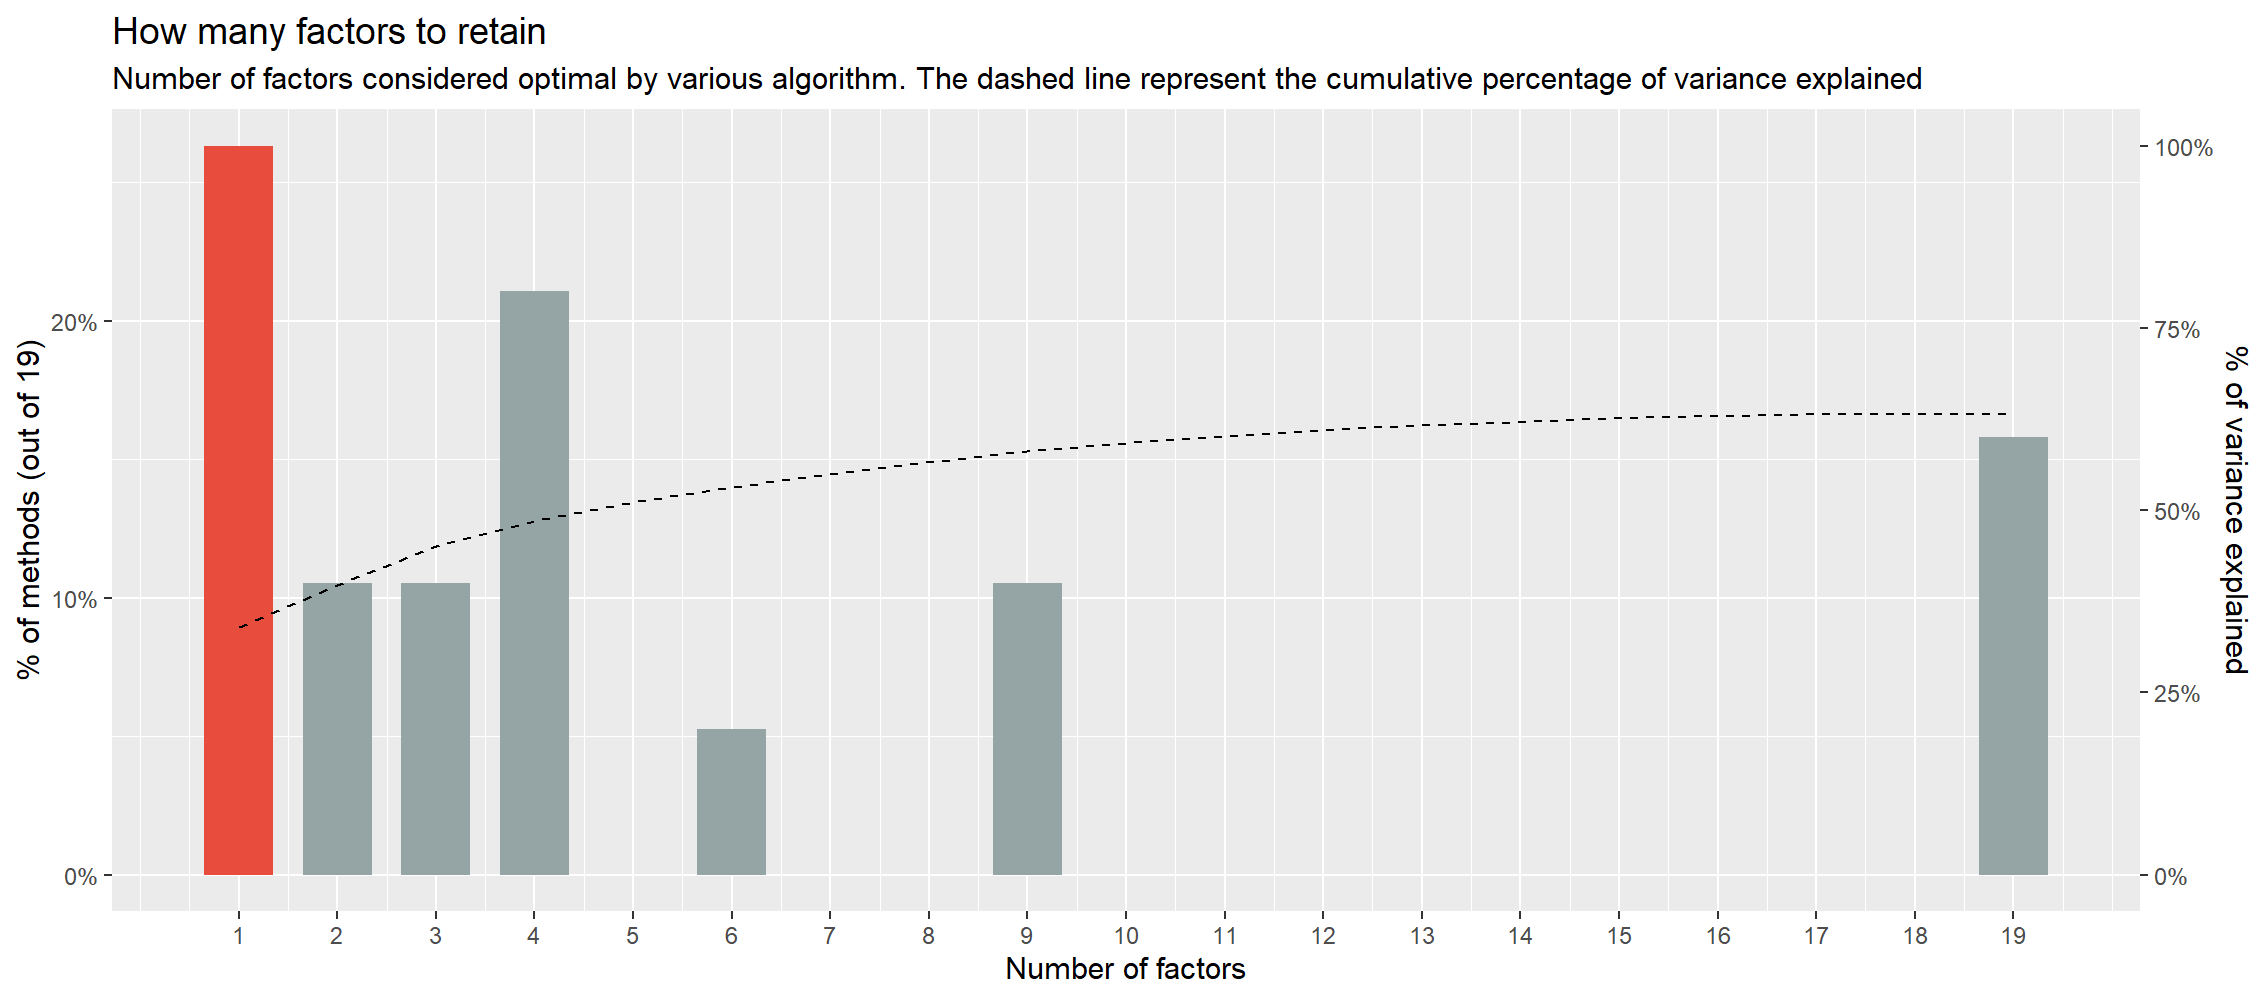 How many factors to retain
Number of factors considered optimal by various algorithm. The dashed line represent the cumulative percentage of variance explained
% of methods (out of 19)
20%
10%
0%
100%
75%
50%
25%
0%
% of variance explained
1 2 3 4 5 6 7 8 9 10 11 12 13 14 15 16 17 18 19
Number of factors